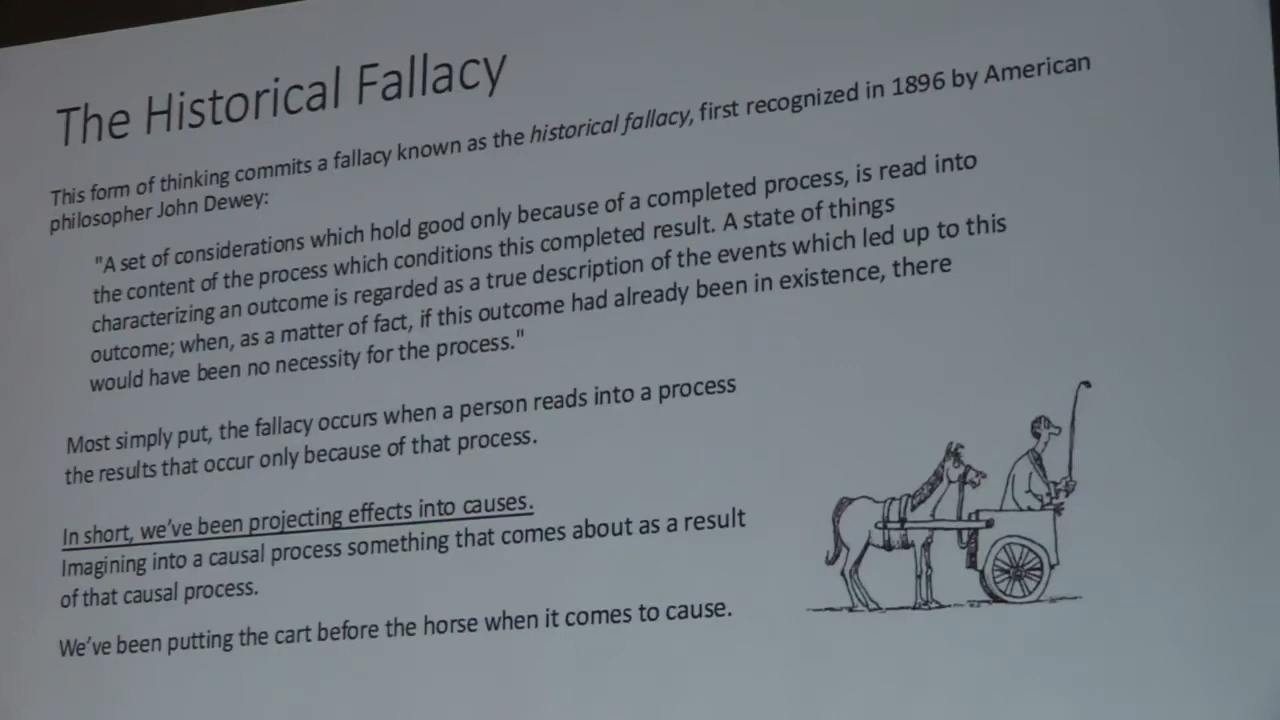 The Historical Fallacy
This form of thinking commits a fallacy known as the historical fallacy, first recognized in 1896 by American
philosopher John Dewey:
"A set of considerations which hold good only because of a completed process, is read into
the content of the process which conditions this completed result. A state of things
characterizing an outcome is regarded as a true description of the events which led up to this
outcome; when, as a matter of fact, if this outcome had already been in existence, there
would have been no necessity for the process."
Most simply put, the fallacy occurs when a person reads into a process
the results that occur only because of that process.
In short, we've been projecting effects into causes.
Imagining into a causal process something that comes about as a result
of that causal process.
We've been putting the cart before the horse when it comes to cause.